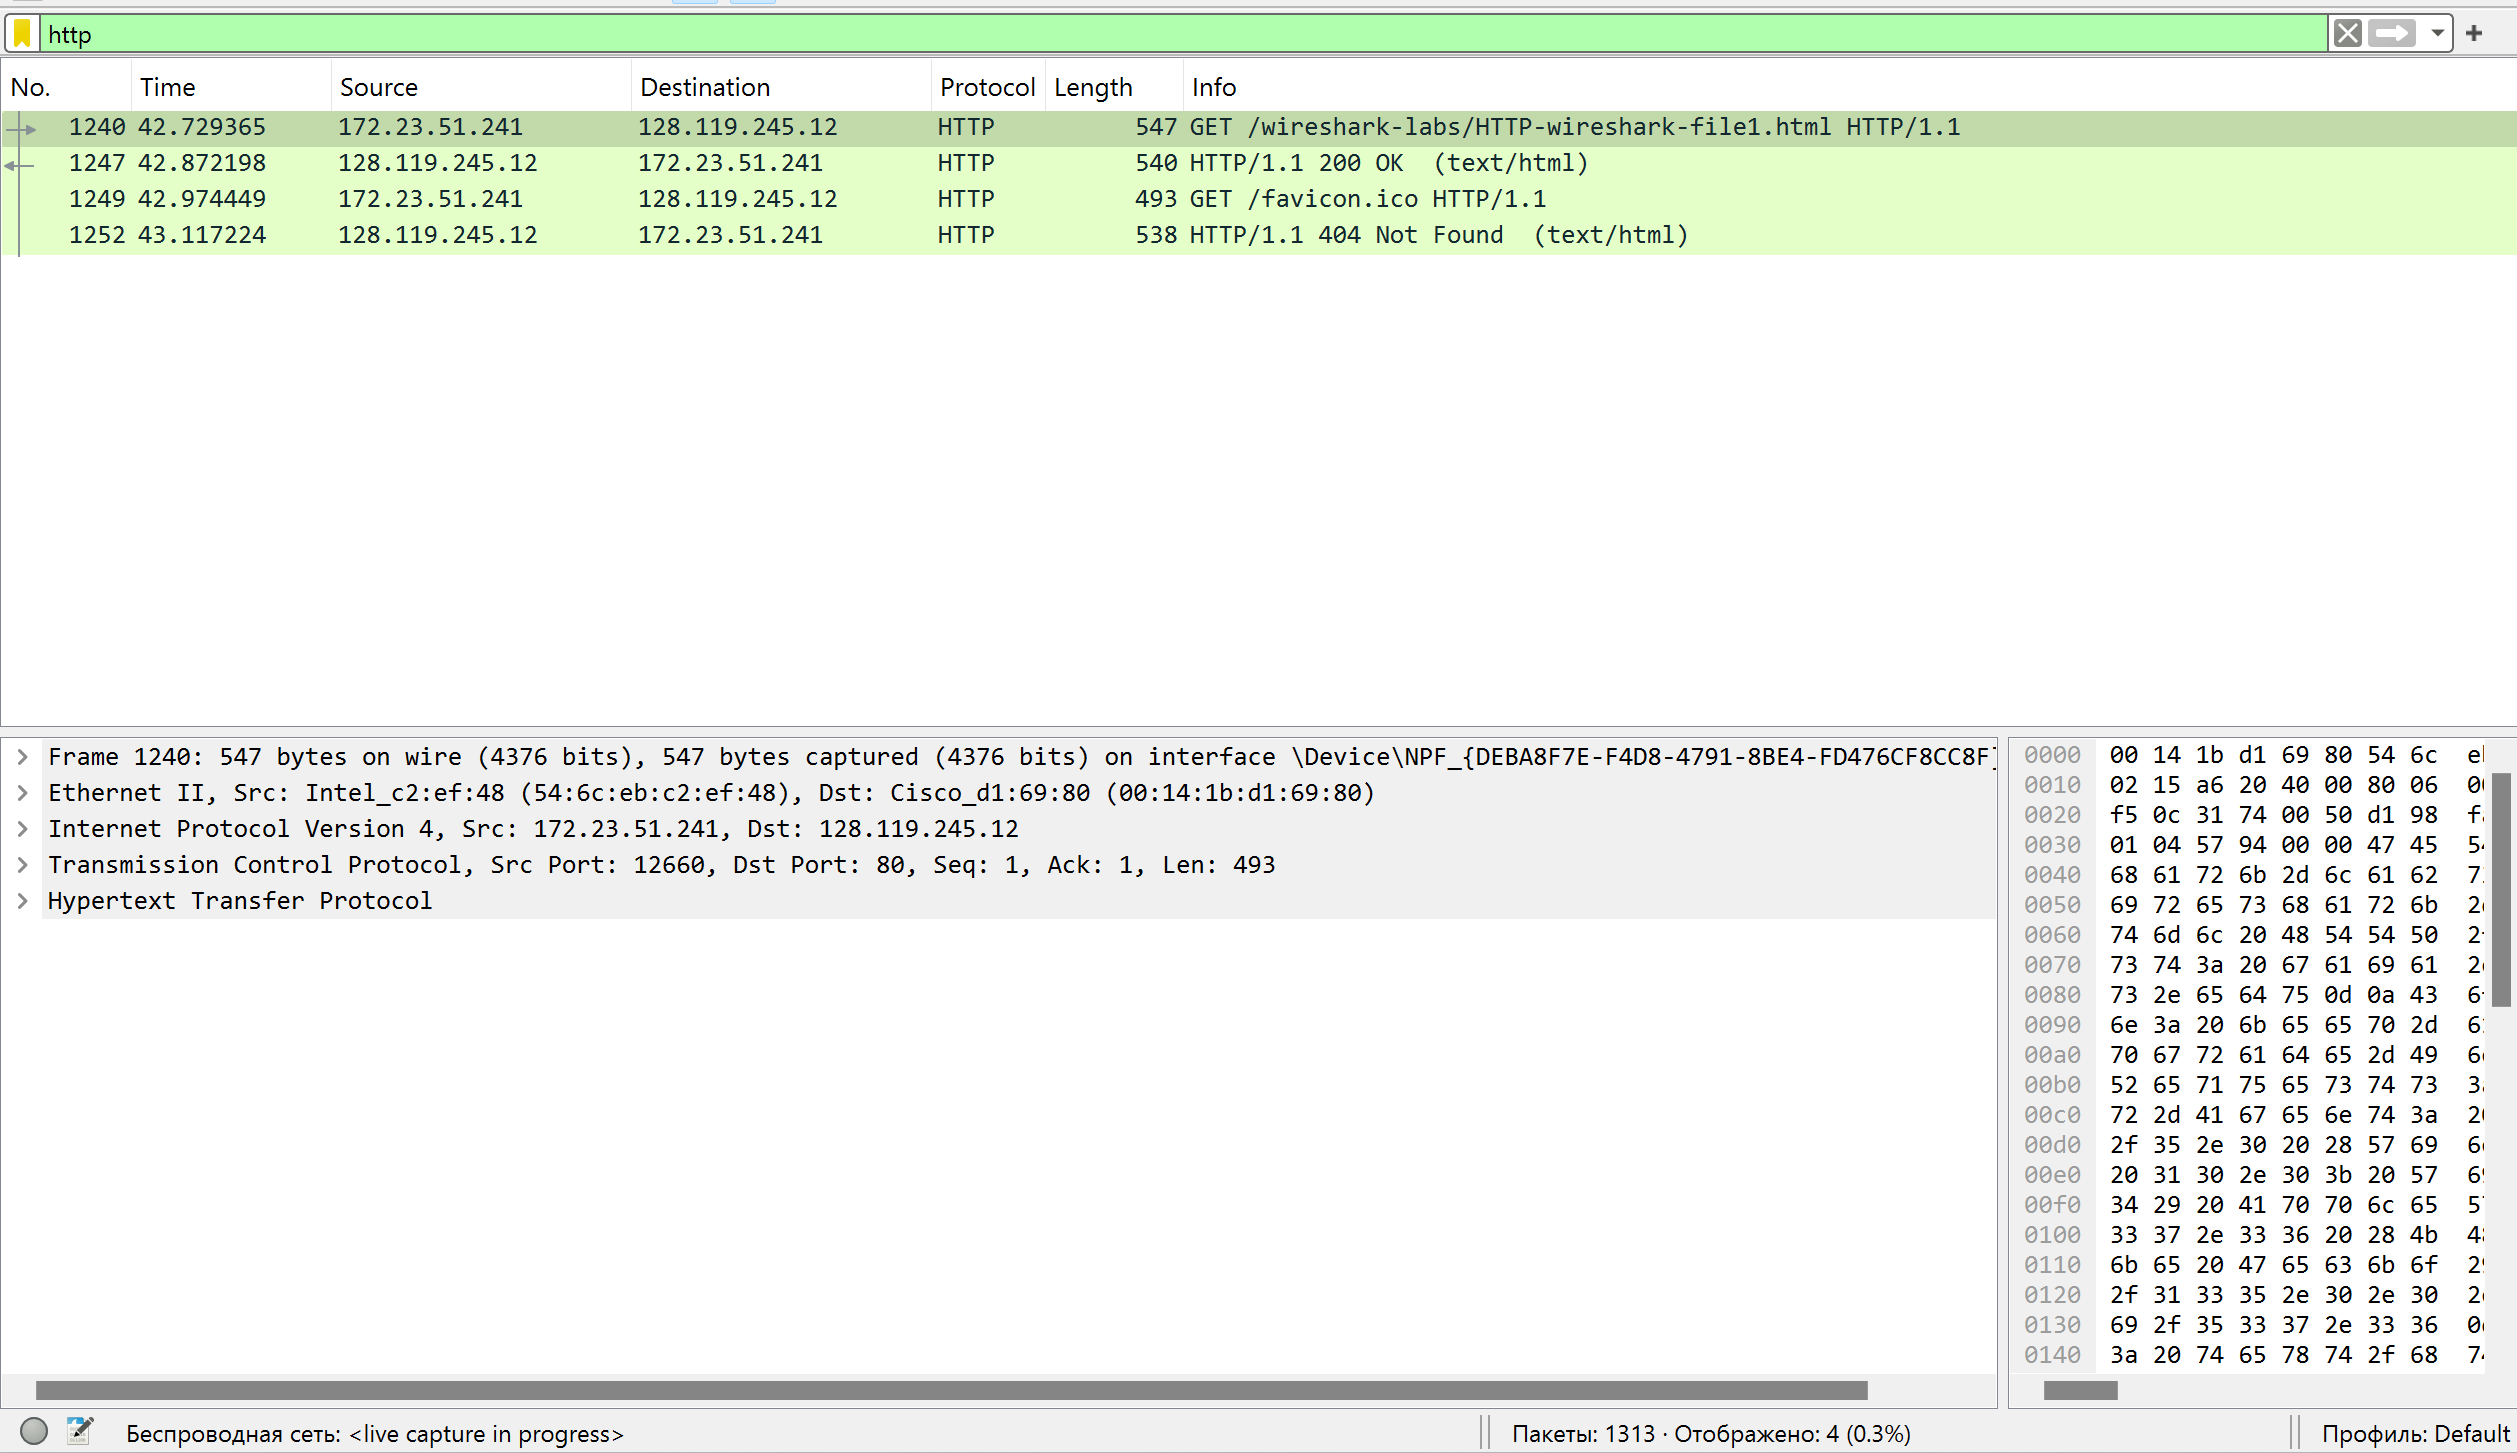 http
No. Time Source Destination Protocol Length Info
1240 42.729365 172.23.51.241 128.119.245.12 HTTP 547 GET /wireshark-labs/HTTP-wireshark-file1.html HTTP/1.1
1247 42.872198 128.119.245.12 172.23.51.241 HTTP 540 HTTP/1.1 200 OK (text/html)
1249 42.974449 172.23.51.241 128.119.245.12 HTTP 493 GET /favicon.ico HTTP/1.1
1252 43.117224 128.119.245.12 172.23.51.241 HTTP 538 HTTP/1.1 404 Not Found (text/html)
Frame 1240: 547 bytes on wire (4376 bits), 547 bytes captured (4376 bits) on interface \Device\NPF_{DEBA8F7E-F4D8-4791-8BE4-FD476CF8CC8F}
Ethernet II, Src: Intel_c2:ef:48 (54:6c:eb:c2:ef:48), Dst: Cisco_d1:69:80 (00:14:1b:d1:69:80)
Internet Protocol Version 4, Src: 172.23.51.241, Dst: 128.119.245.12
Transmission Control Protocol, Src Port: 12660, Dst Port: 80, Seq: 1, Ack: 1, Len: 493
Hypertext Transfer Protocol
0000 00 14 1b d1 69 80 54 6c
0010 02 15 a6 20 40 00 80 06
0020 f5 0c 31 74 00 50 d1 98
0030 01 04 57 94 00 00 47 45
0040 68 61 72 6b 2d 6c 61 62
0050 69 72 65 73 68 61 72 6b
0060 74 6d 6c 20 48 54 54 50
0070 73 74 3a 20 67 61 69 61
0080 73 2e 65 64 75 0d 0a 43
0090 6e 3a 20 6b 65 65 70 2d
00a0 70 67 72 61 64 65 2d 49
00b0 52 65 71 75 65 73 74 73
00c0 72 2d 41 67 65 6e 74 3a
00d0 2f 35 2e 30 20 28 57 69
00e0 20 31 30 2e 30 3b 20 57
00f0 34 29 20 41 70 70 6c 65
0100 33 37 2e 33 36 20 28 4b
0110 6b 65 20 47 65 63 6b 6f
0120 2f 31 33 35 2e 30 2e 30
0130 69 2f 35 33 37 2e 33 36
0140 3a 20 74 65 78 74 2f 68
Беспроводная сеть: <live capture in progress>
Пакеты: 1313 · Отображено: 4 (0.3%)
Профиль: Default